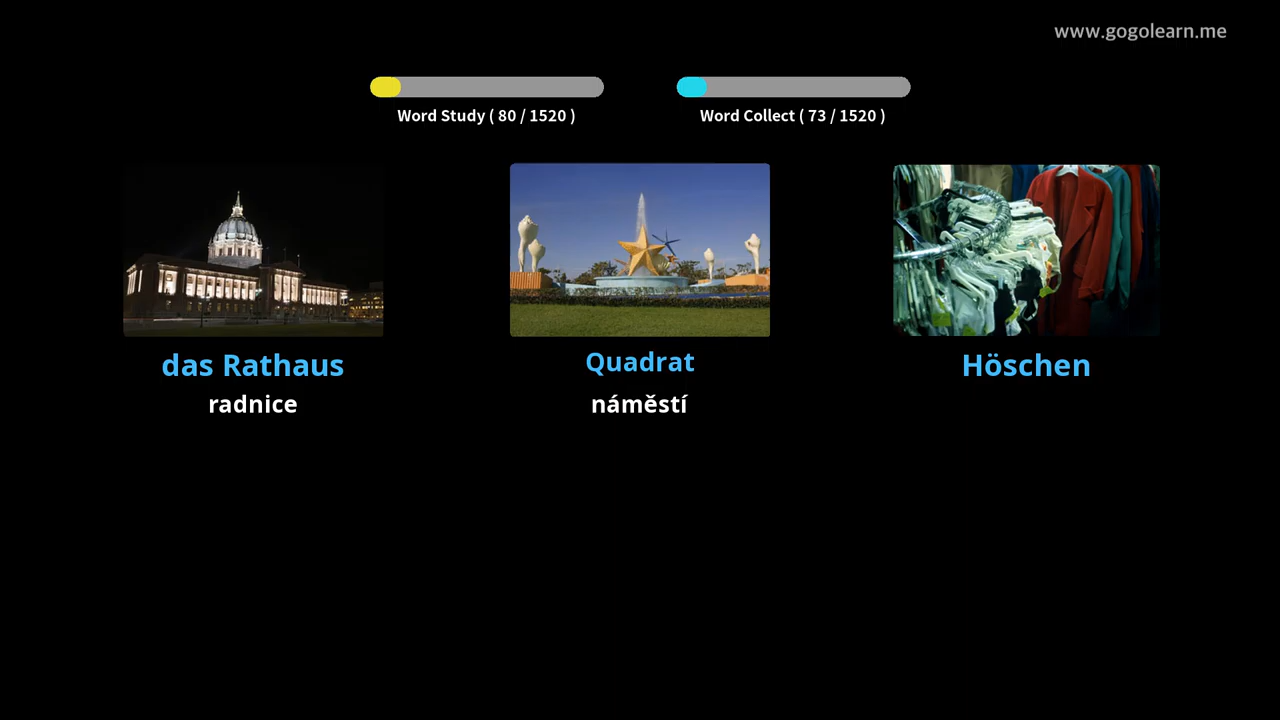 www.gogolearn.me
Word Study ( 80 / 1520 )
Word Collect ( 73 / 1520 )
das Rathaus
Quadrat
Höschen
radnice
náměstí